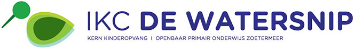 IKC DE WATERSNIP
KERN KINDEROPVANG | OPENBAAR PRIMAIR ONDERWIJS ZOETERMEER